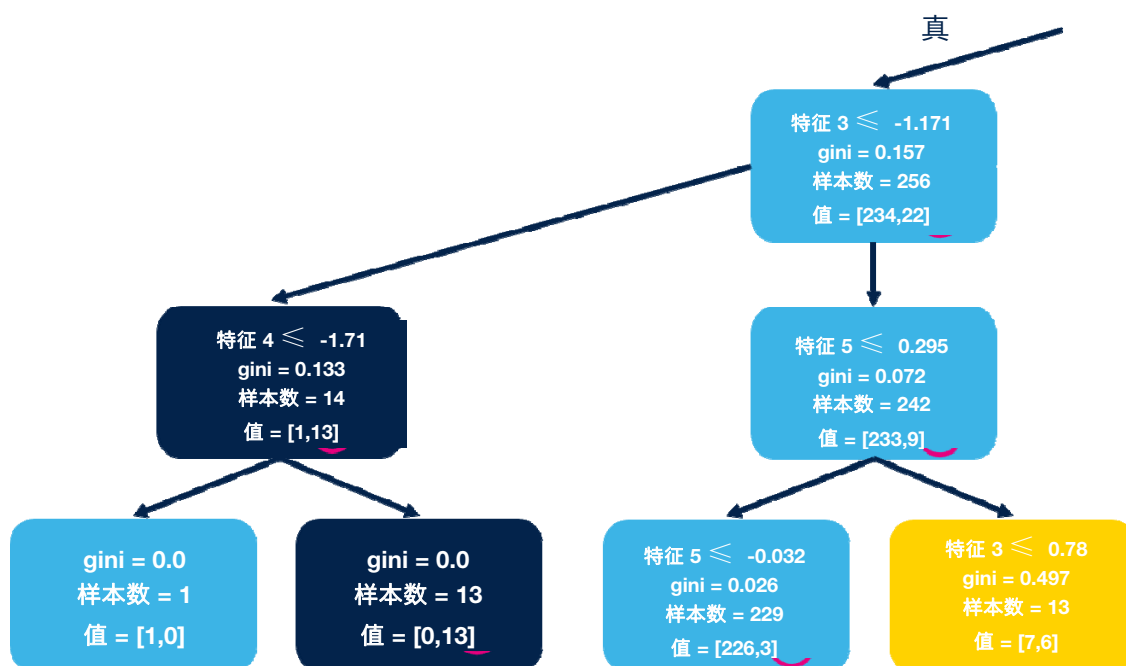 真
特征 3 ≤ -1.171
gini = 0.157
样本数 = 256
值 = [234,22]
特征 4 ≤ -1.71
gini = 0.133
样本数 = 14
值 = [1,13]
特征 5 ≤ 0.295
gini = 0.072
样本数 = 242
值 = [233,9]
gini = 0.0
样本数 = 1
值 = [1,0]
gini = 0.0
样本数 = 13
值 = [0,13]
特征 5 ≤ -0.032
gini = 0.026
样本数 = 229
值 = [226,3]
特征 3 ≤ 0.78
gini = 0.497
样本数 = 13
值 = [7,6]